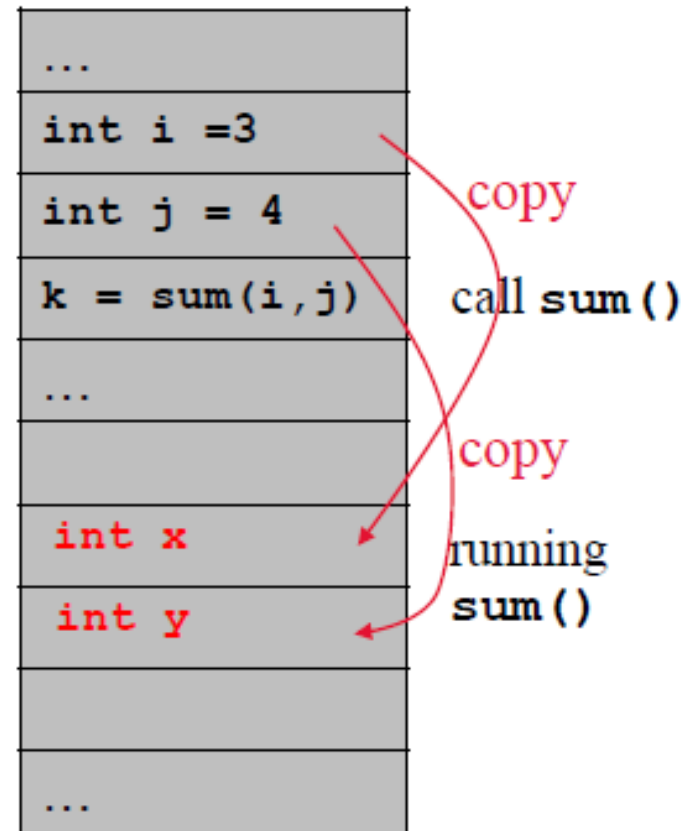 ...
int i =3
int j = 4
copy
k = sum(i,j)
call sum()
...
copy
int x
running
int y
sum()
...